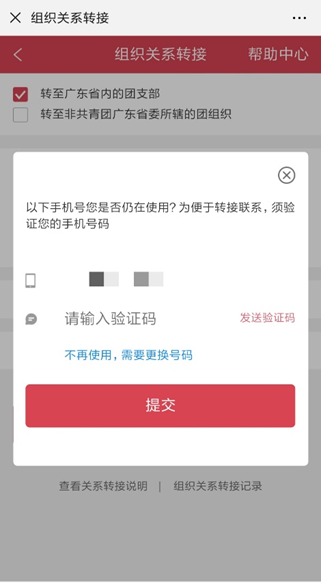 组织关系转接
组织关系转接 帮助中心
转至广东省内的团支部
转至非共青团广东省委所辖的团组织
以下手机号您是否仍在使用?为便于转接联系,须验
证您的手机号码
请输入验证码 发送验证码
不再使用,需要更换号码
提交
查看关系转接说明 | 组织关系转接记录